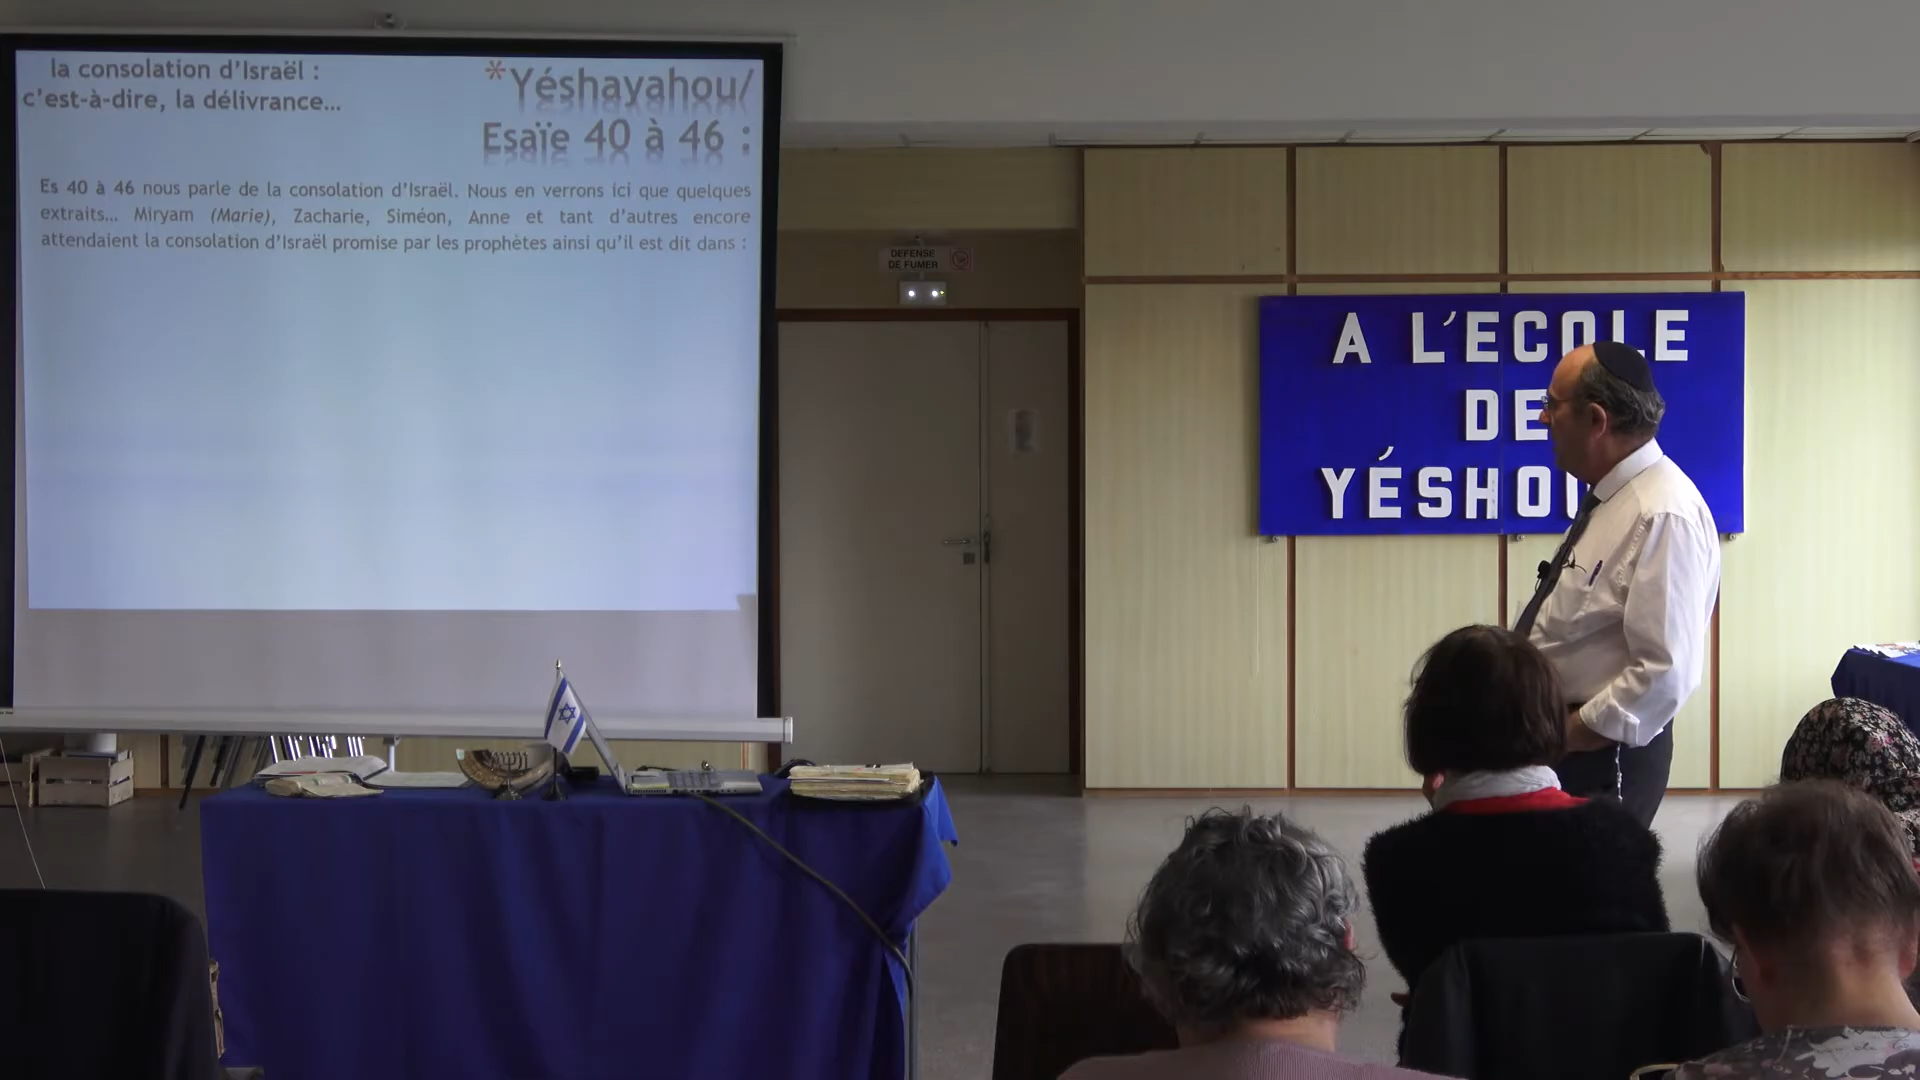 la consolation d'Israël :
c'est-à-dire, la délivrance…
*Yéshayahou/
Esaïe 40 à 46 :
Es 40 à 46 nous parle de la consolation d'Israël. Nous en verrons ici que quelques
extraits… Miryam (Marie), Zacharie, Siméon, Anne et tant d'autres encore
attendaient la consolation d'Israël promise par les prophètes ainsi qu'il est dit dans :
DEFENSE
DE FUMER
A L'ECOLE
DE
YÉSHOU